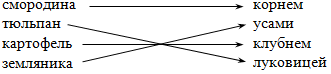 смородина корнем
тюльпан усами
картофель клубнем
земляника луковицей